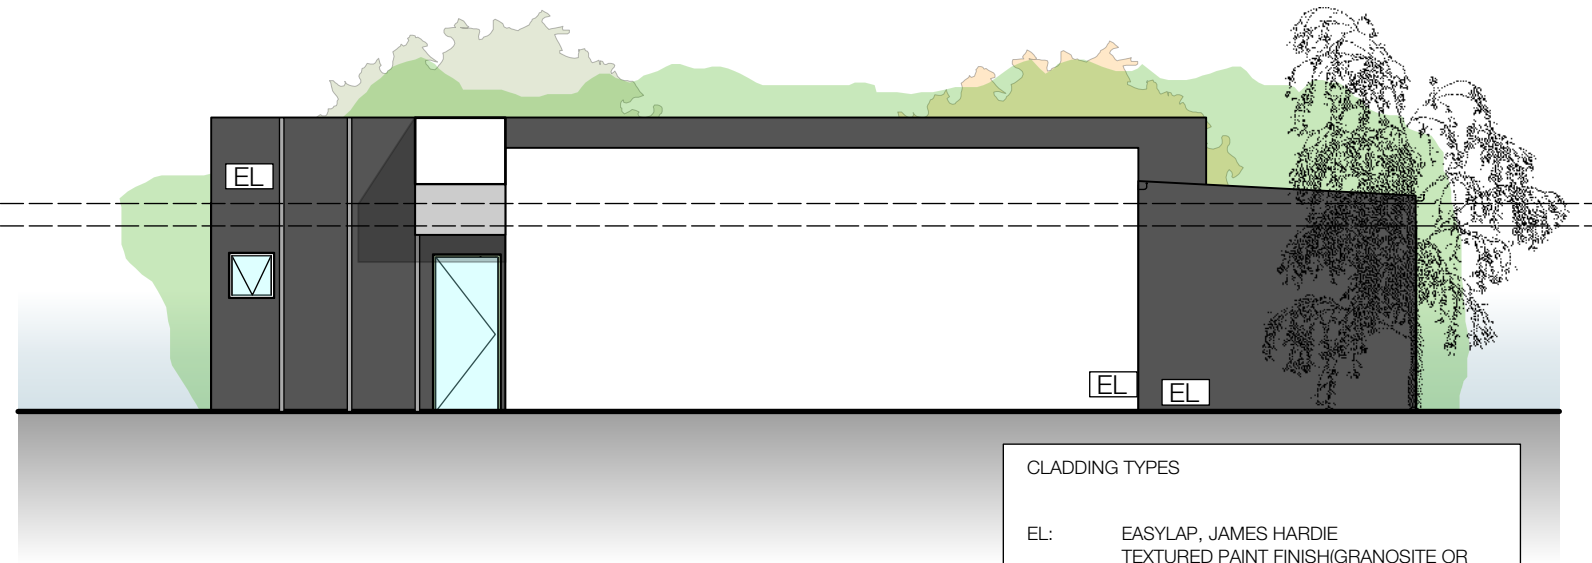 EL
EL
EL
CLADDING TYPES
EL: EASYLAP, JAMES HARDIE
TEXTURED PAINT FINISH(GRANOSITE OR